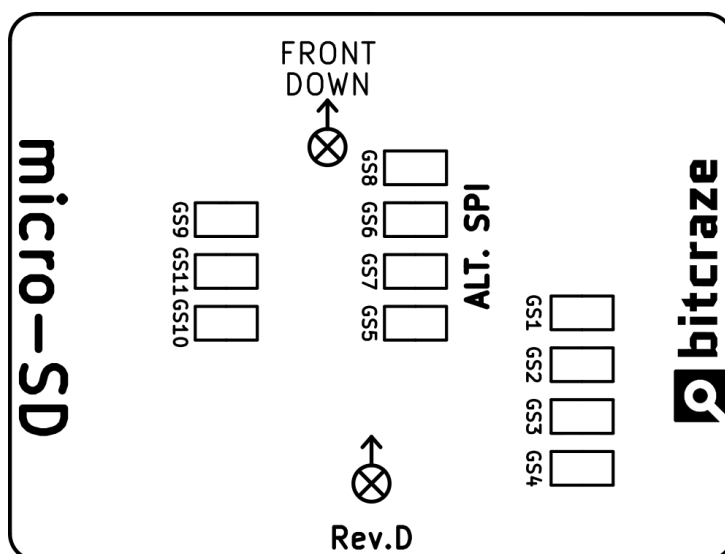 FRONT
DOWN
micro-SD
GS9
GS11
GS10
GS8
GS6
GS7
GS5
ALT. SPI
GS1
GS2
GS3
GS4
bitcraze
Rev.D